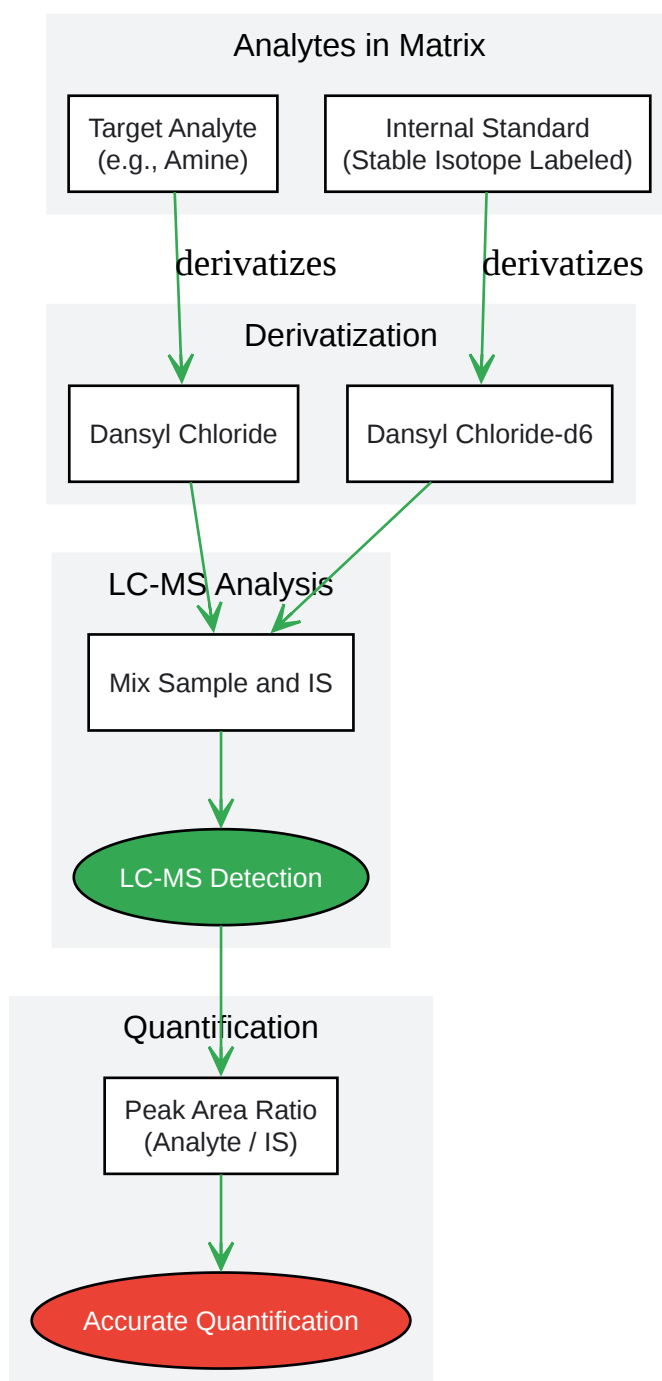 Analytes in Matrix
Target Analyte
(e.g., Amine)
Internal Standard
(Stable Isotope Labeled)
derivatizes
derivatizes
Derivatization
Dansyl Chloride
Dansyl Chloride-d6
LC-MS Analysis
Mix Sample and IS
LC-MS Detection
Quantification
Peak Area Ratio
(Analyte / IS)
Accurate Quantification